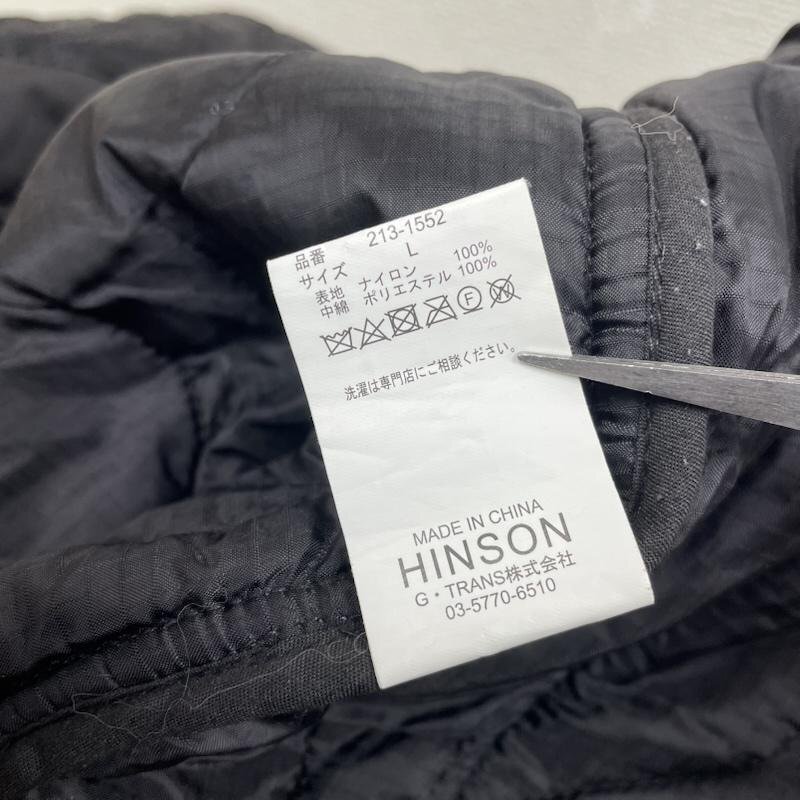 品番 213-1552
サイズ L
表地 ナイロン 100%
中綿 ポリエステル 100%
F W
洗濯は専門店にご相談ください。
MADE IN CHINA
HINSON
G・TRANS株式会社
03-5770-6510